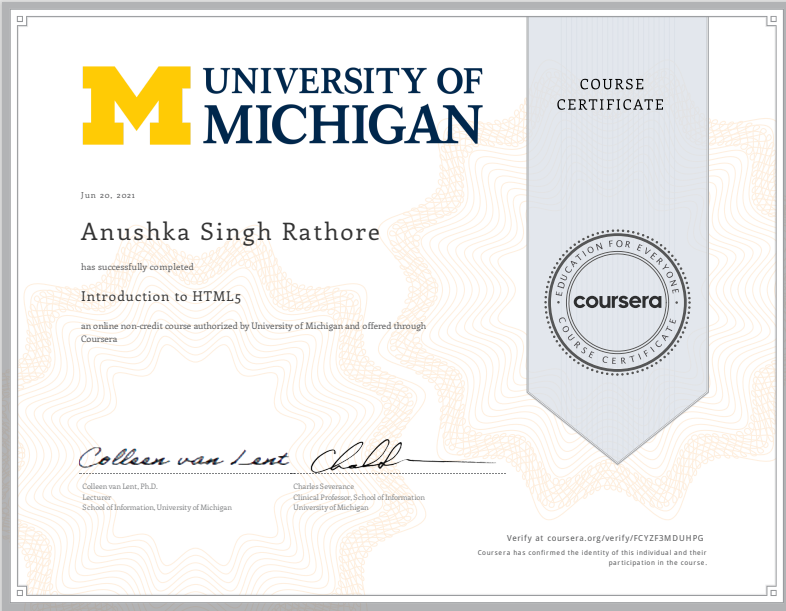 UNIVERSITY OF
MICHIGAN
COURSE
CERTIFICATE
Jun 20, 2021
Anushka Singh Rathore
has successfully completed
Introduction to HTML5
an online non-credit course authorized by University of Michigan and offered through
Coursera
EDUCATION FOR EVERYONE
coursera
COURSE CERTIFICATE
Colleen van Lent
Colleen van Lent, Ph.D.
Lecturer
School of Information, University of Michigan
Charles Severance
Clinical Professor, School of Information
University of Michigan
Verify at coursera.org/verify/FCYZF3MDUHPG
Coursera has confirmed the identity of this individual and their
participation in the course.